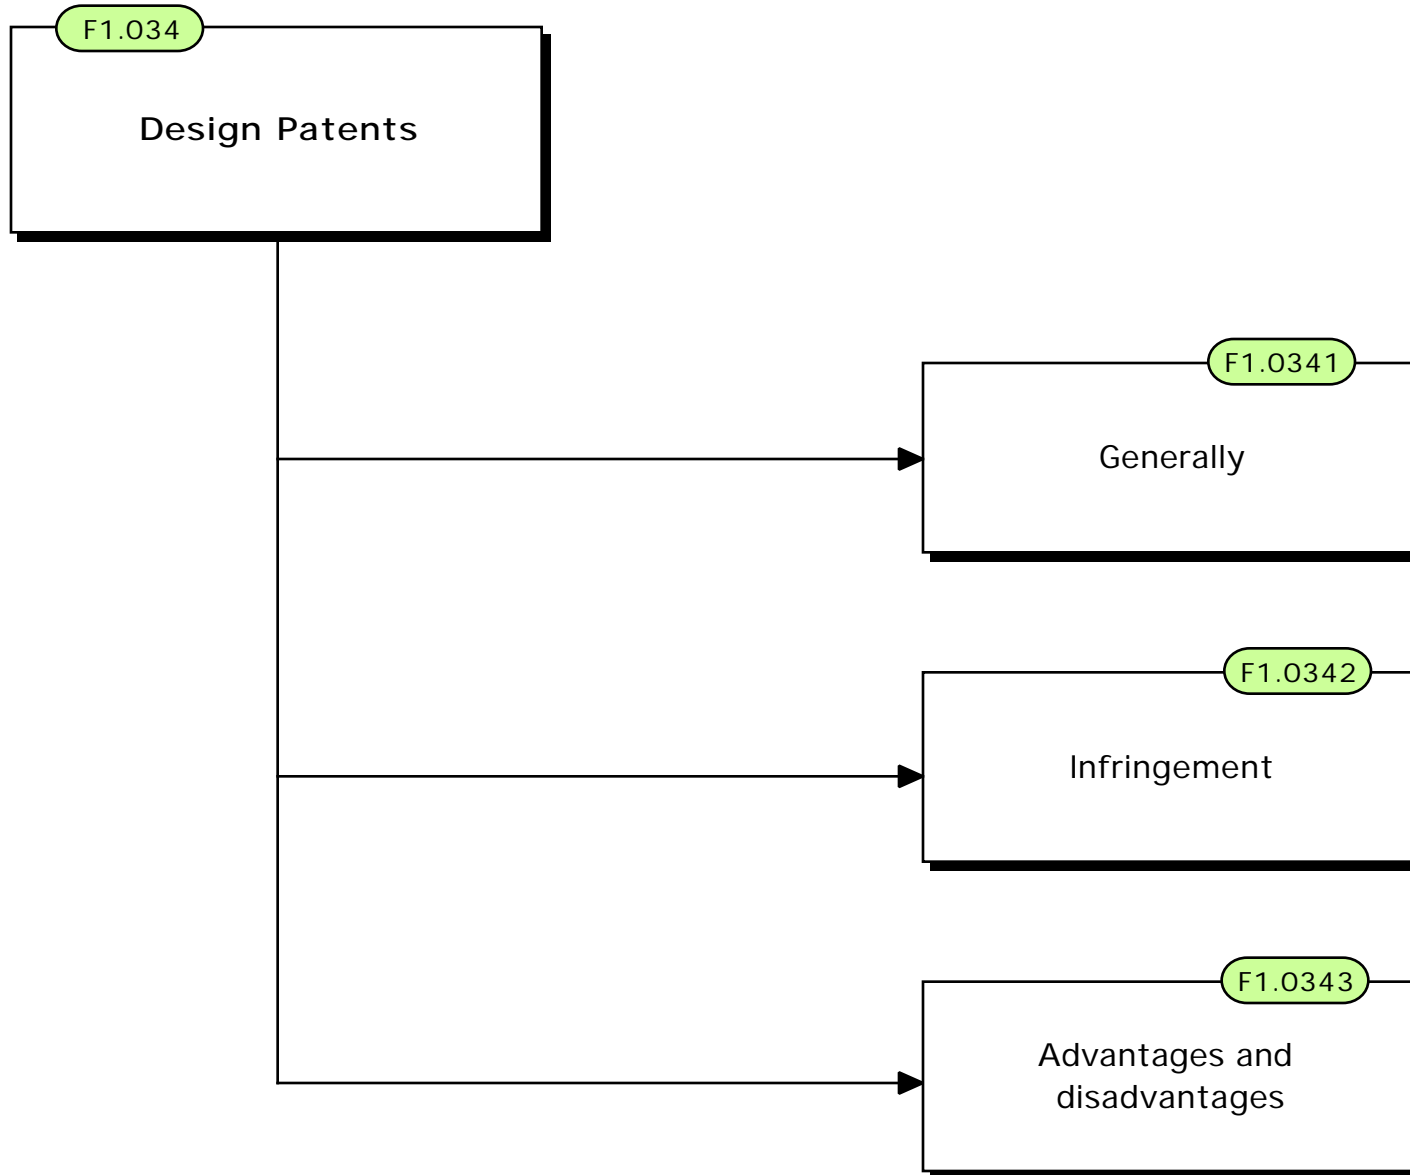 F1.034
Design Patents
F1.0341
Generally
F1.0342
Infringement
F1.0343
Advantages and
disadvantages